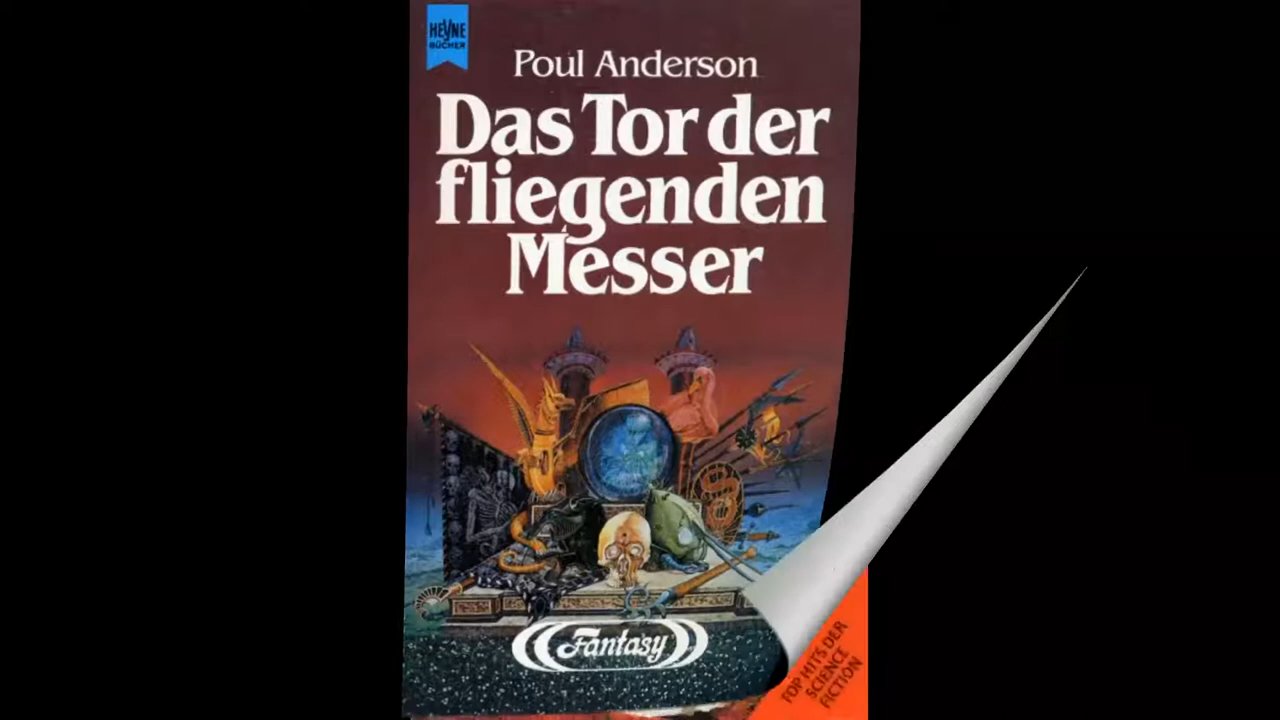 HEYNE
BÜCHER
Poul Anderson
Das Tor der
fliegenden
Messer
Fantasy
TOP HITS DER
SCIENCE
FICTION